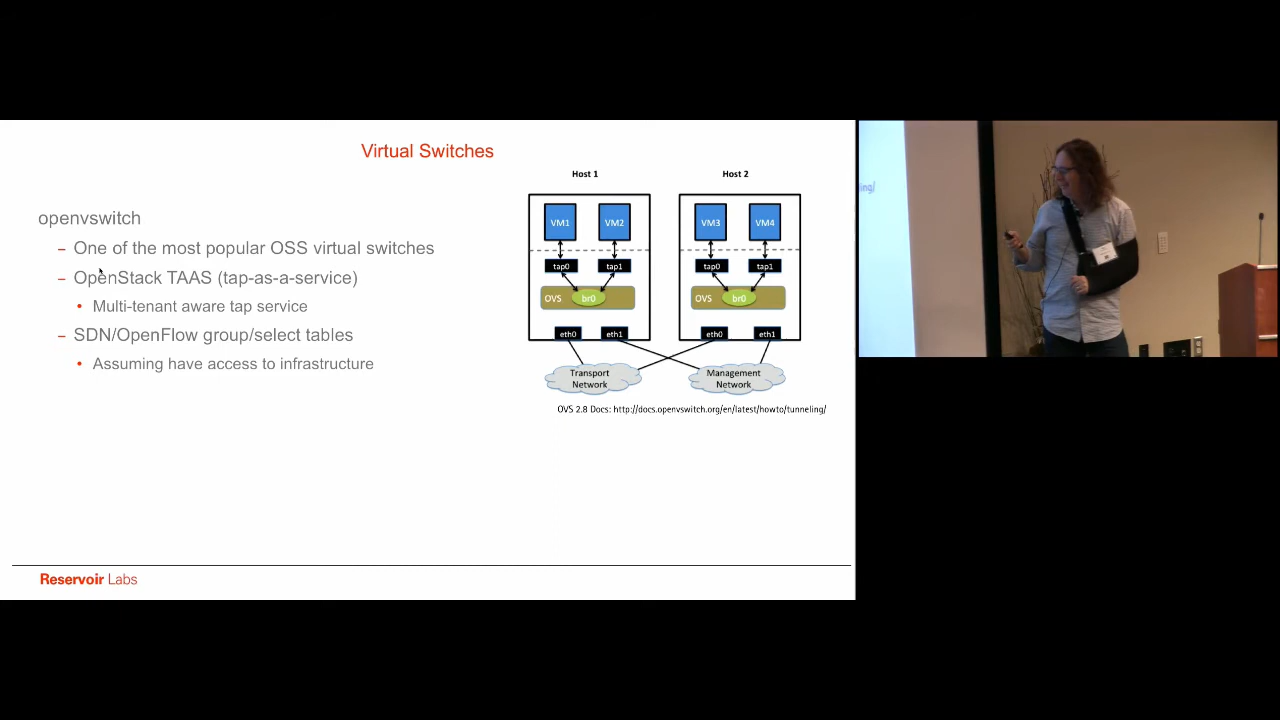 Virtual Switches
openvswitch
– One of the most popular OSS virtual switches
– OpenStack TAAS (tap-as-a-service)
• Multi-tenant aware tap service
– SDN/OpenFlow group/select tables
• Assuming have access to infrastructure
Host 1
Host 2
VM1
VM2
VM3
VM4
tap0
tap1
tap0
tap1
OVS
br0
OVS
br0
eth0
eth1
eth0
eth1
Transport
Network
Management
Network
OVS 2.8 Docs: http://docs.openvswitch.org/en/latest/howto/tunneling/
Reservoir Labs